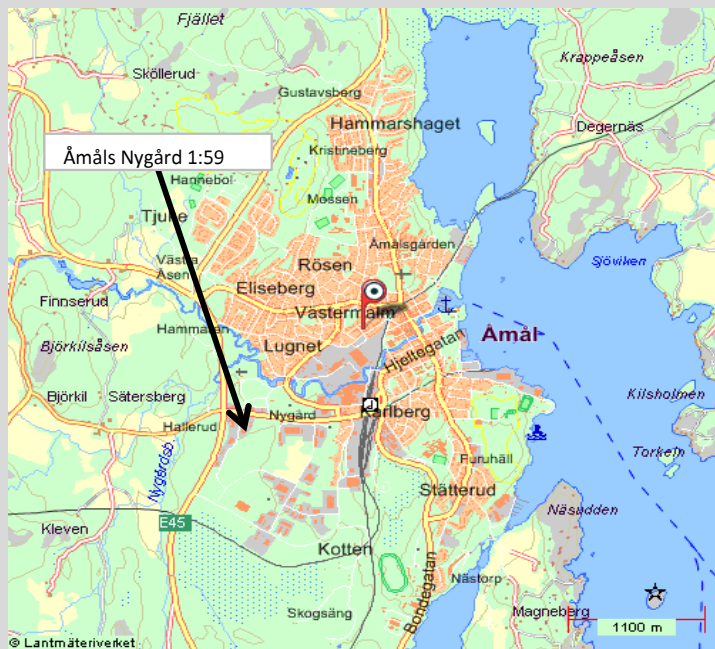 Fjället
Krappeåsen
Sköllerud
Gustavsberg
Hammarshaget
Degernäs
Åmåls Nygård 1:59
Kristineberg
Hannebol
Mossen
Tjuke
Åmålsgården
Västra
Åsen
Rösen
Sjöviken
Eliseberg
Finnserud
Västermalm
Hammaren
Åmål
Lugnet
Hjeltegatan
Björkilsåsen
Björkil
Sätersberg
Kilsholmen
Nygård
Karlberg
Hallerud
Nygårdsb.
Furuhäll
Torkeln
Stätterud
Näsudden
E45
Kleven
Kotten
Nästorp
Bondegatan
Skogsäng
Magneberg
1100 m
© Lantmäteriverket